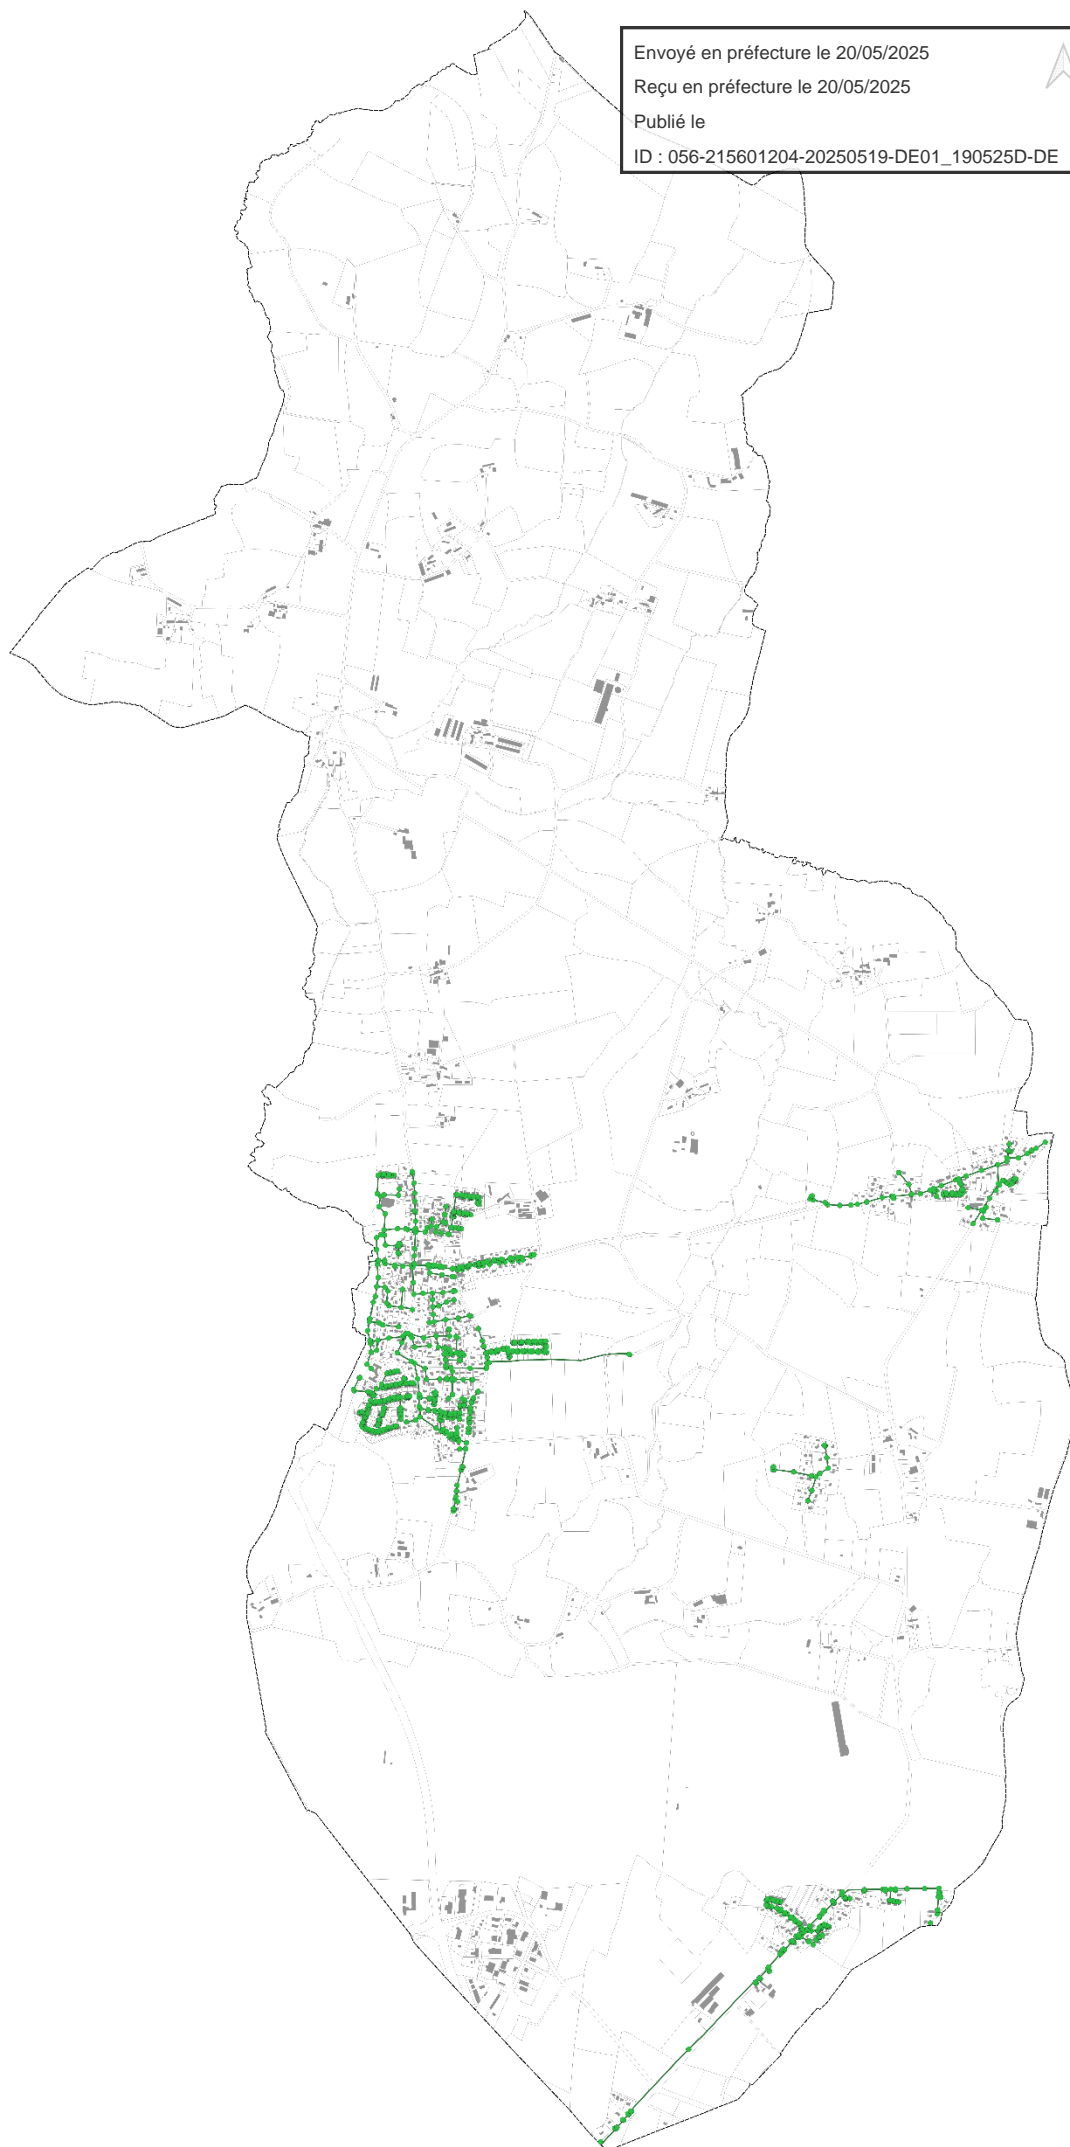 Envoyé en préfecture le 20/05/2025
Reçu en préfecture le 20/05/2025
Publié le
ID : 056-215601204-20250519-DE01_190525D-DE